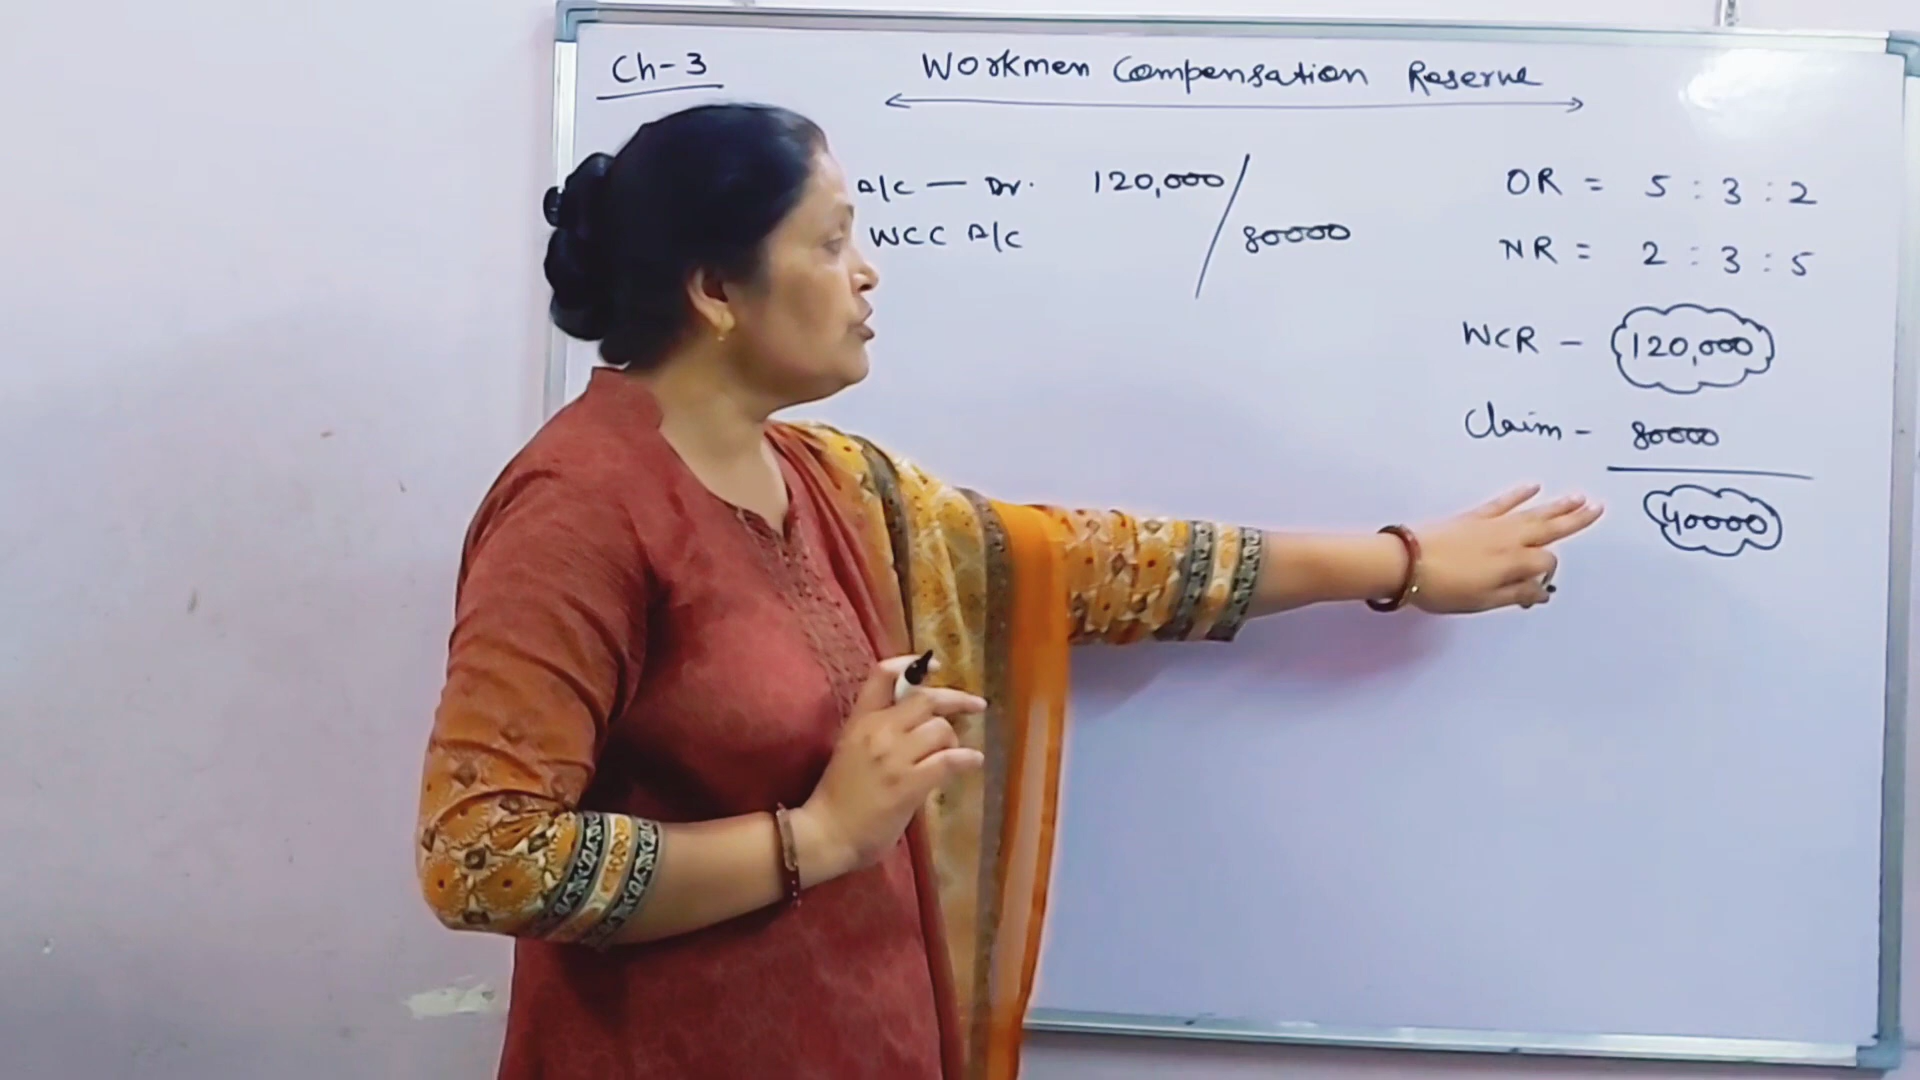 Ch-3
Workmen Compensation Reserve
A/C — Dr. 120,000
WCC A/C 80000
OR = 5 : 3 : 2
NR = 2 : 3 : 5
WCR - 120,000
Claim - 80000
40000